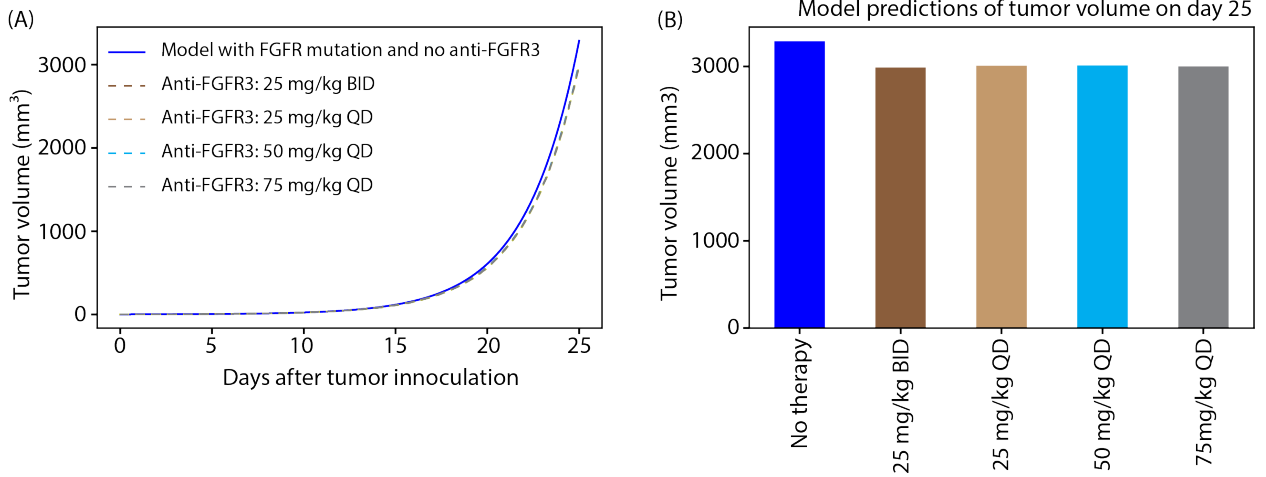 (A)
Model with FGFR mutation and no anti-FGFR3
Anti-FGFR3: 25 mg/kg BID
Anti-FGFR3: 25 mg/kg QD
Anti-FGFR3: 50 mg/kg QD
Anti-FGFR3: 75 mg/kg QD
Tumor volume (mm³)
3000
2000
1000
0
0 5 10 15 20 25
Days after tumor innoculation
(B)
Model predictions of tumor volume on day 25
Tumor volume (mm3)
3000
2000
1000
0
No therapy
25 mg/kg BID
25 mg/kg QD
50 mg/kg QD
75mg/kg QD